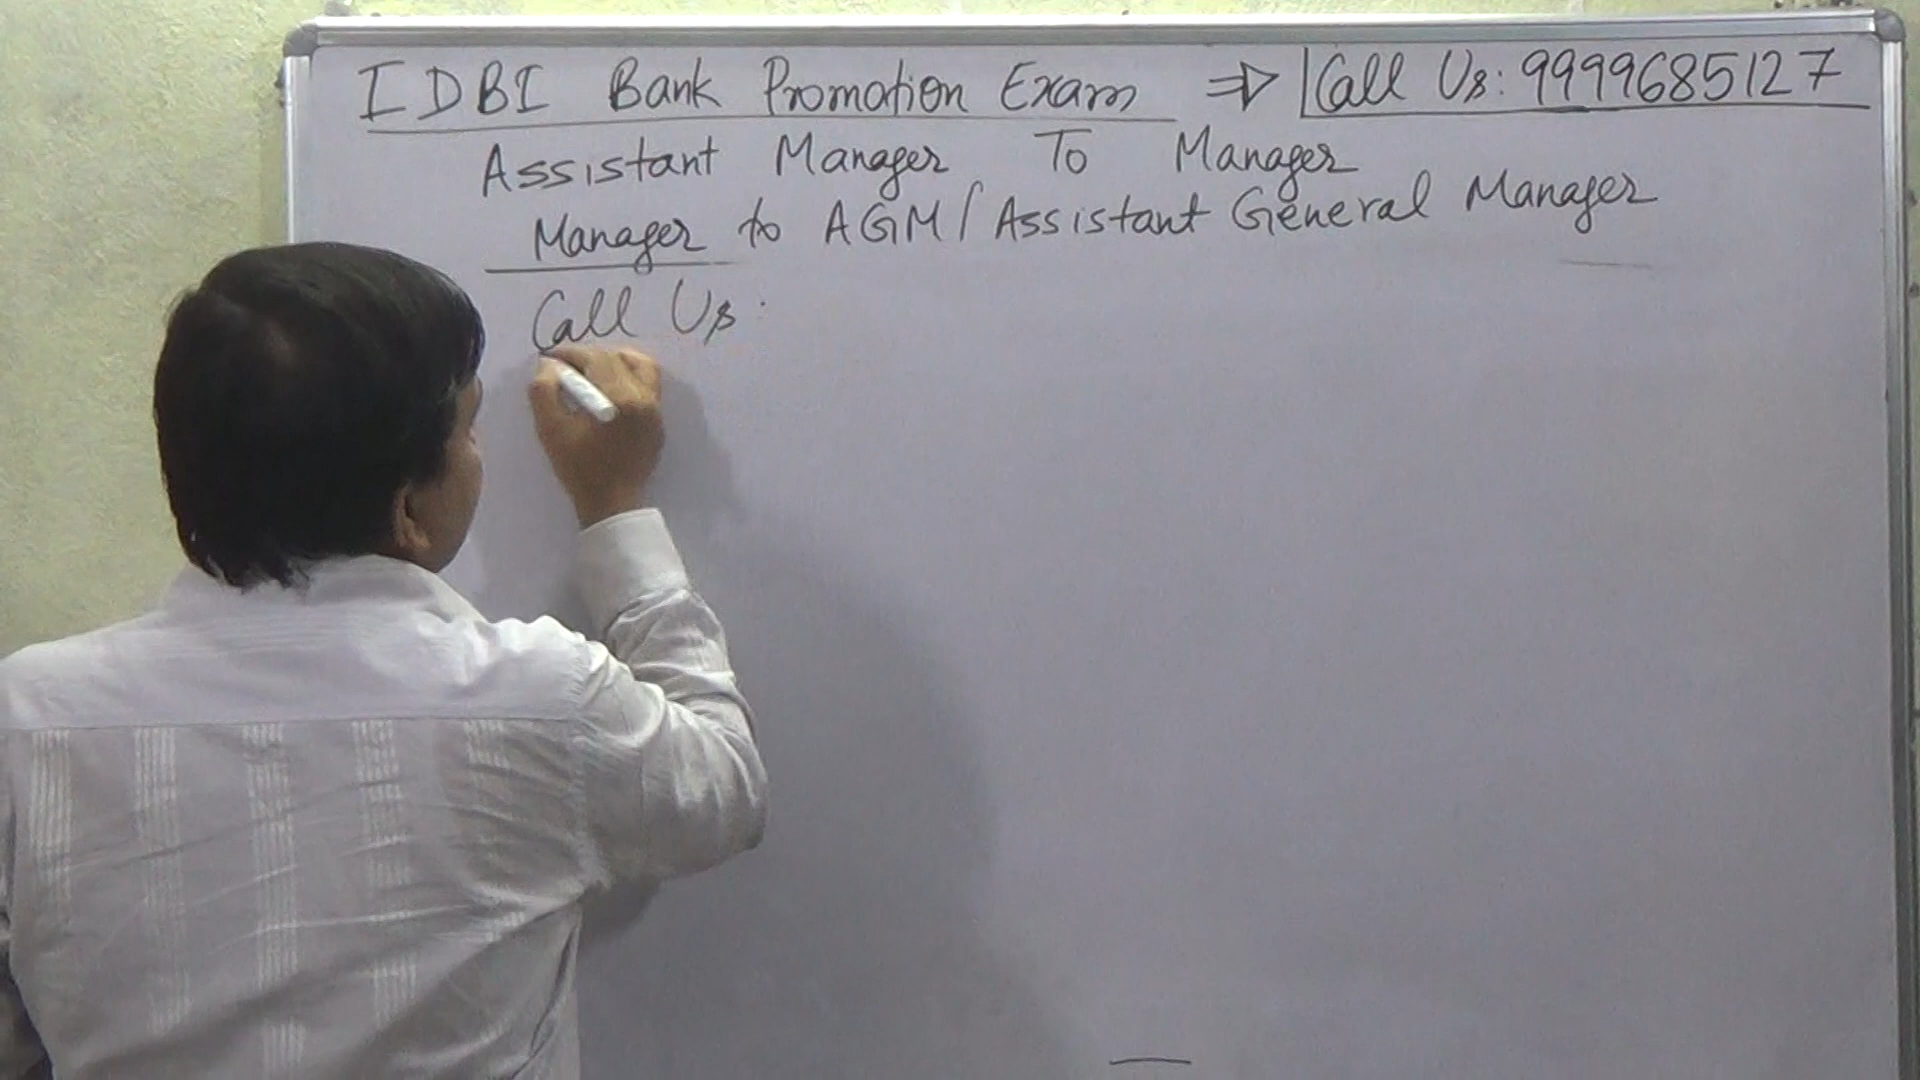 IDBI Bank Promotion Exam ⇒ Call Us: 9999685127
Assistant Manager To Manager
Manager to AGM/Assistant General Manager
Call Us: